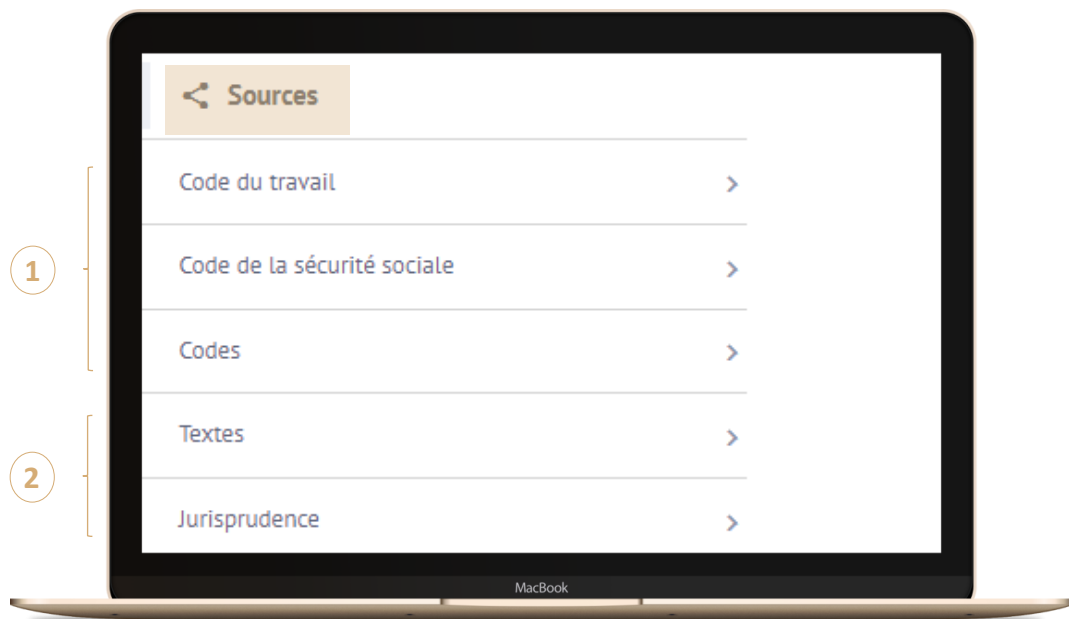 Sources
Code du travail
Code de la sécurité sociale
1
Codes
Textes
2
Jurisprudence
MacBook